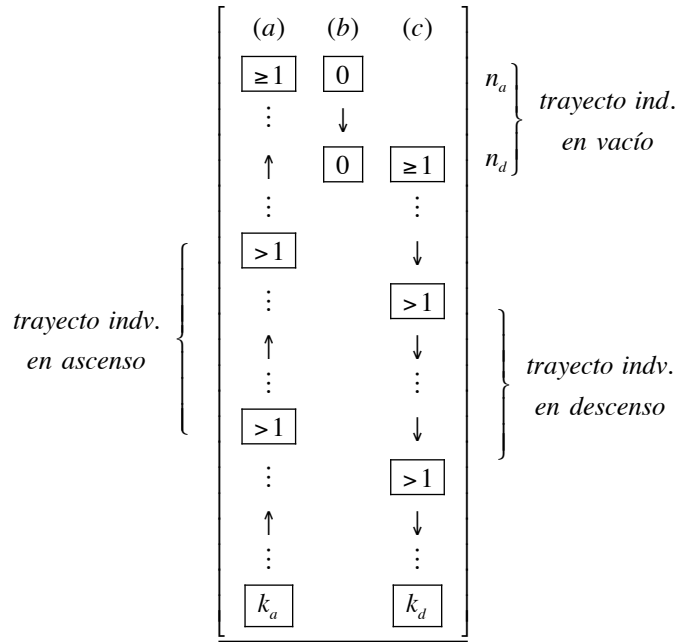 (a) (b) (c)
≥1 0 n_a
⋮ ↓ trayecto ind.
en vacío
↑ 0 ≥1 n_d
⋮ ⋮
>1 ↓
⋮ >1
trayecto indv.
en ascenso
↑ ↓
trayecto indv.
en descenso
⋮ ⋮
>1 ↓
⋮ >1
↑ ↓
⋮ ⋮
k_a k_d